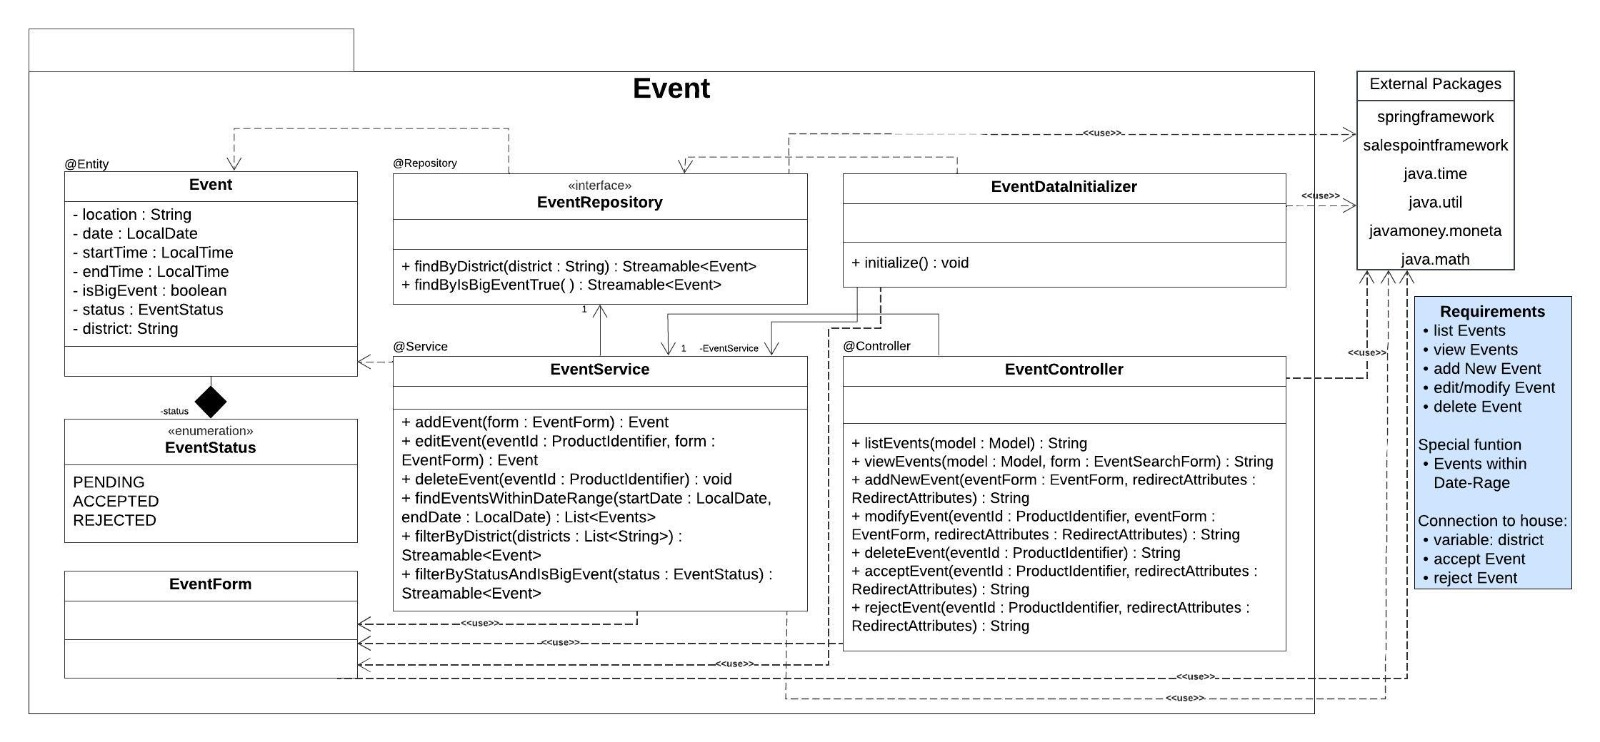 Event
External Packages
springframework
salespointframework
java.time
java.util
javamoney.moneta
java.math
<<use>>
<<use>>
@Entity
Event
- location : String
- date : LocalDate
- startTime : LocalTime
- endTime : LocalTime
- isBigEvent : boolean
- status : EventStatus
- district: String
@Repository
«interface»
EventRepository
+ findByDistrict(district : String) : Streamable<Event>
+ findByIsBigEventTrue( ) : Streamable<Event>
EventDataInitializer
+ initialize() : void
1
1
-EventService
-status
«enumeration»
EventStatus
PENDING
ACCEPTED
REJECTED
@Service
EventService
+ addEvent(form : EventForm) : Event
+ editEvent(eventId : ProductIdentifier, form :
EventForm) : Event
+ deleteEvent(eventId : ProductIdentifier) : void
+ findEventsWithinDateRange(startDate : LocalDate,
endDate : LocalDate) : List<Events>
+ filterByDistrict(districts : List<String>) :
Streamable<Event>
+ filterByStatusAndIsBigEvent(status : EventStatus) :
Streamable<Event>
@Controller
EventController
+ listEvents(model : Model) : String
+ viewEvents(model : Model, form : EventSearchForm) : String
+ addNewEvent(eventForm : EventForm, redirectAttributes :
RedirectAttributes) : String
+ modifyEvent(eventId : ProductIdentifier, eventForm :
EventForm, redirectAttributes : RedirectAttributes) : String
+ deleteEvent(eventId : ProductIdentifier) : String
+ acceptEvent(eventId : ProductIdentifier, redirectAttributes :
RedirectAttributes) : String
+ rejectEvent(eventId : ProductIdentifier, redirectAttributes :
RedirectAttributes) : String
<<use>>
Requirements
• list Events
• view Events
• add New Event
• edit/modify Event
• delete Event
Special funtion
• Events within
Date-Rage
Connection to house:
• variable: district
• accept Event
• reject Event
EventForm
<<use>>
<<use>>
<<use>>
<<use>>
<<use>>